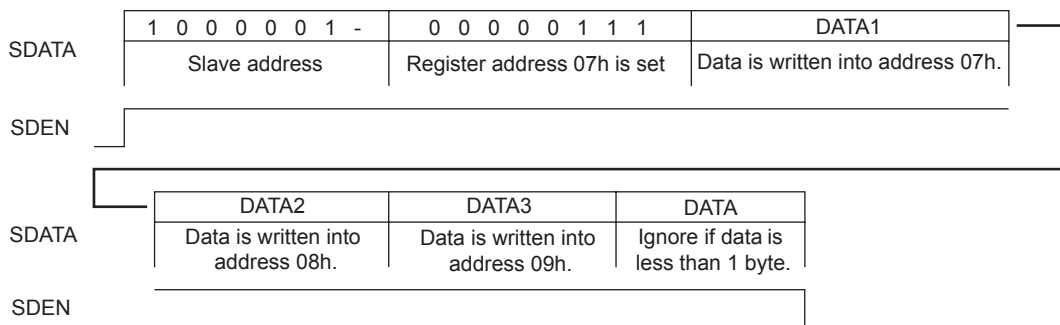 1 0 0 0 0 0 1 - 0 0 0 0 0 1 1 1 DATA1
SDATA
Slave address Register address 07h is set Data is written into address 07h.
SDEN
DATA2 DATA3 DATA
SDATA
Data is written into Data is written into Ignore if data is
address 08h. address 09h. less than 1 byte.
SDEN